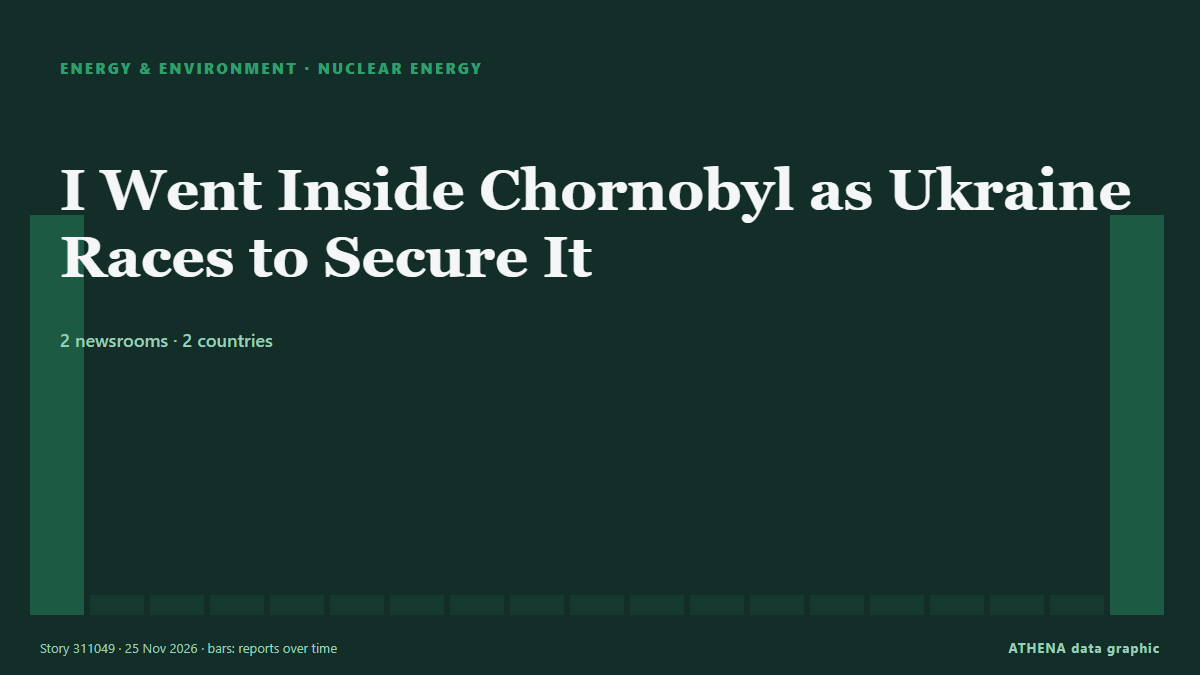 ENERGY & ENVIRONMENT · NUCLEAR ENERGY
I Went Inside Chornobyl as Ukraine
Races to Secure It
2 newsrooms · 2 countries
Story 311049 · 25 Nov 2026 · bars: reports over time
ATHENA data graphic